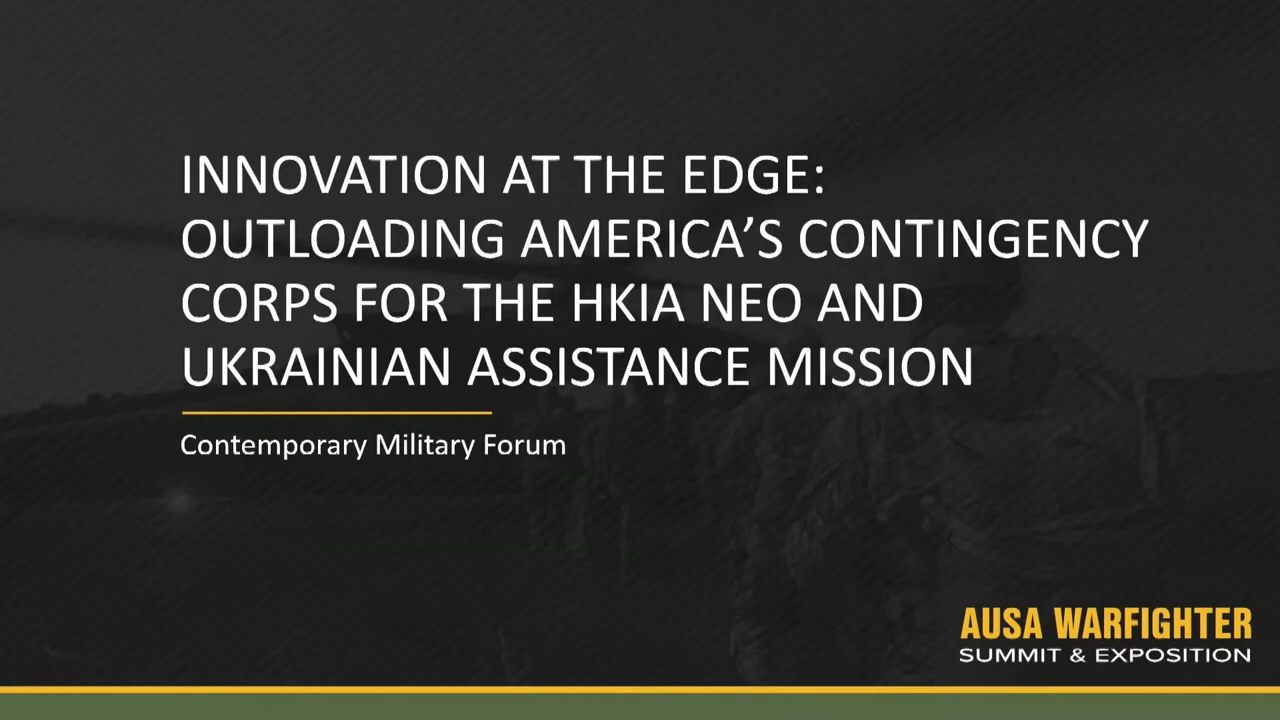 INNOVATION AT THE EDGE:
OUTLOADING AMERICA’S CONTINGENCY
CORPS FOR THE HKIA NEO AND
UKRAINIAN ASSISTANCE MISSION
Contemporary Military Forum
AUSA WARFIGHTER
SUMMIT & EXPOSITION